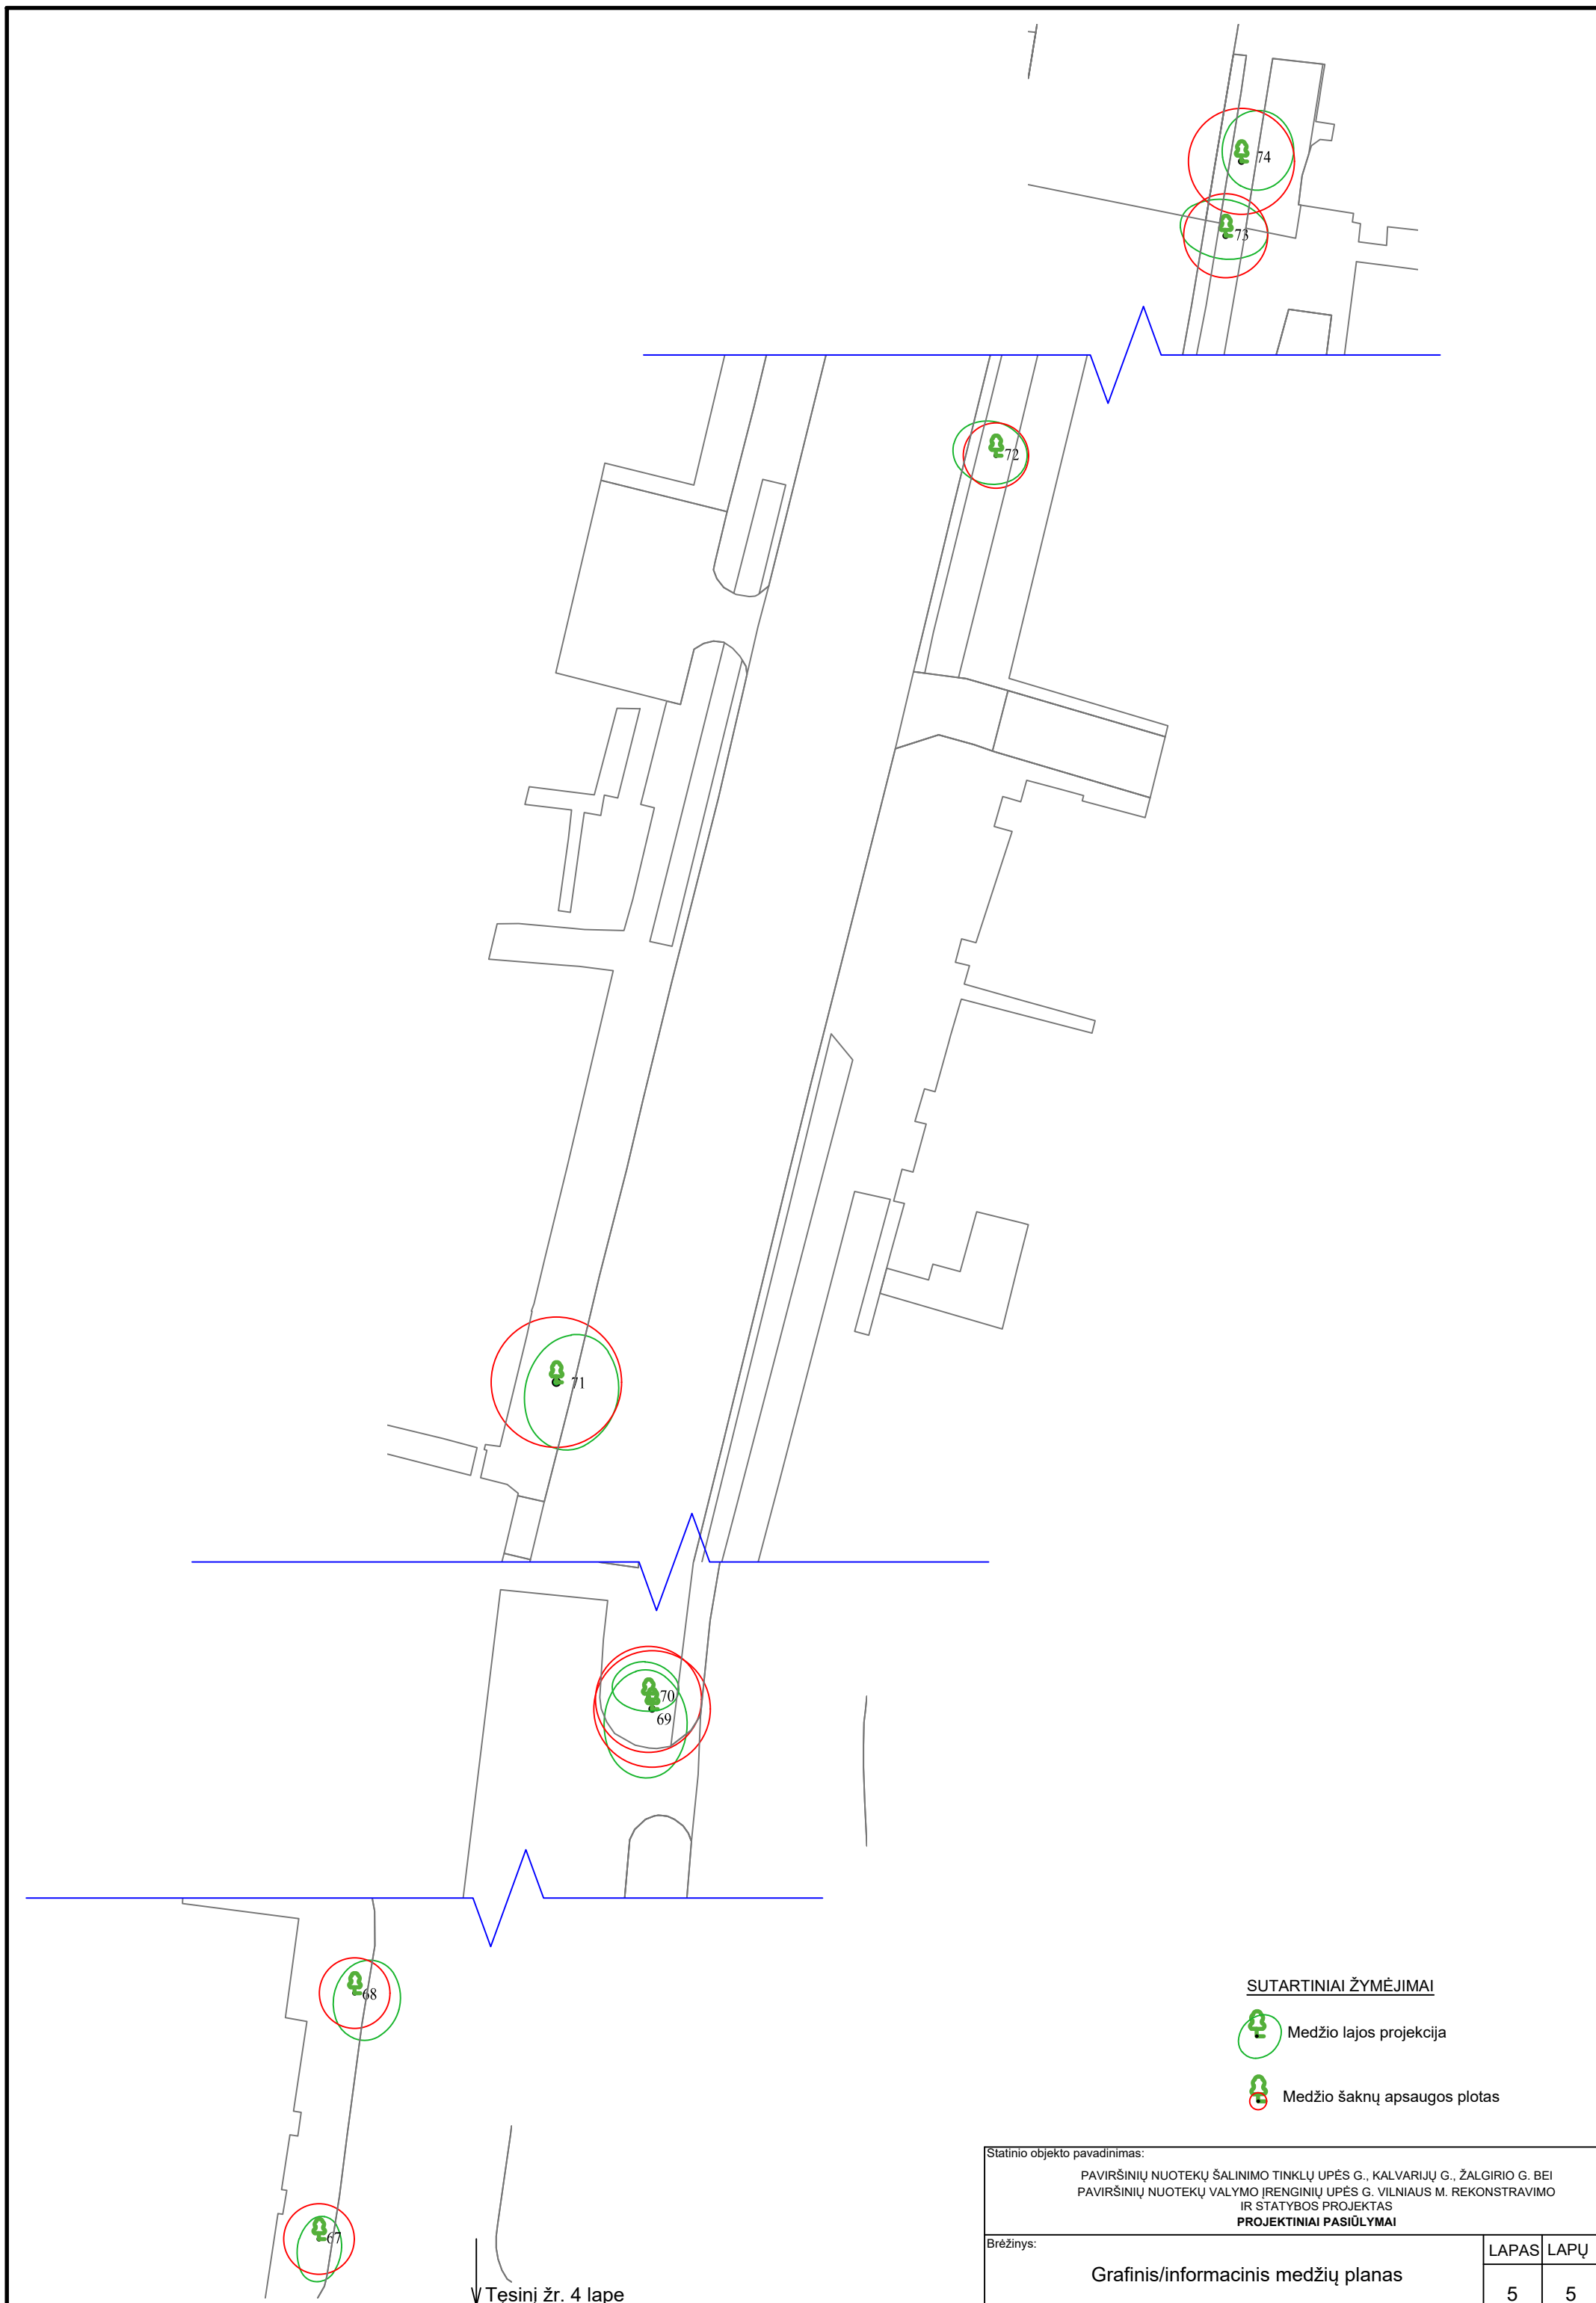 74
73
72
71
70
69
68
67
SUTARTINIAI ŽYMĖJIMAI
Medžio lajos projekcija
Medžio šaknų apsaugos plotas
Statinio objekto pavadinimas:
PAVIRŠINIŲ NUOTEKŲ ŠALINIMO TINKLŲ UPĖS G., KALVARIJŲ G., ŽALGIRIO G. BEI
PAVIRŠINIŲ NUOTEKŲ VALYMO ĮRENGINIŲ UPĖS G. VILNIAUS M. REKONSTRAVIMO
IR STATYBOS PROJEKTAS
PROJEKTINIAI PASIŪLYMAI
Brėžinys:
Grafinis/informacinis medžių planas
LAPAS LAPŲ
5 5
Tęsinį žr. 4 lape